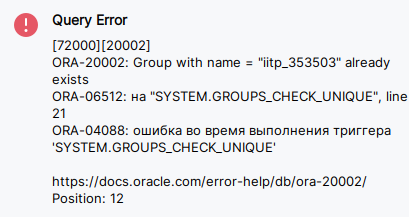 Query Error
[72000][20002]
ORA-20002: Group with name = "iitp_353503" already
exists
ORA-06512: на "SYSTEM.GROUPS_CHECK_UNIQUE", line
21
ORA-04088: ошибка во время выполнения триггера
'SYSTEM.GROUPS_CHECK_UNIQUE'
https://docs.oracle.com/error-help/db/ora-20002/
Position: 12